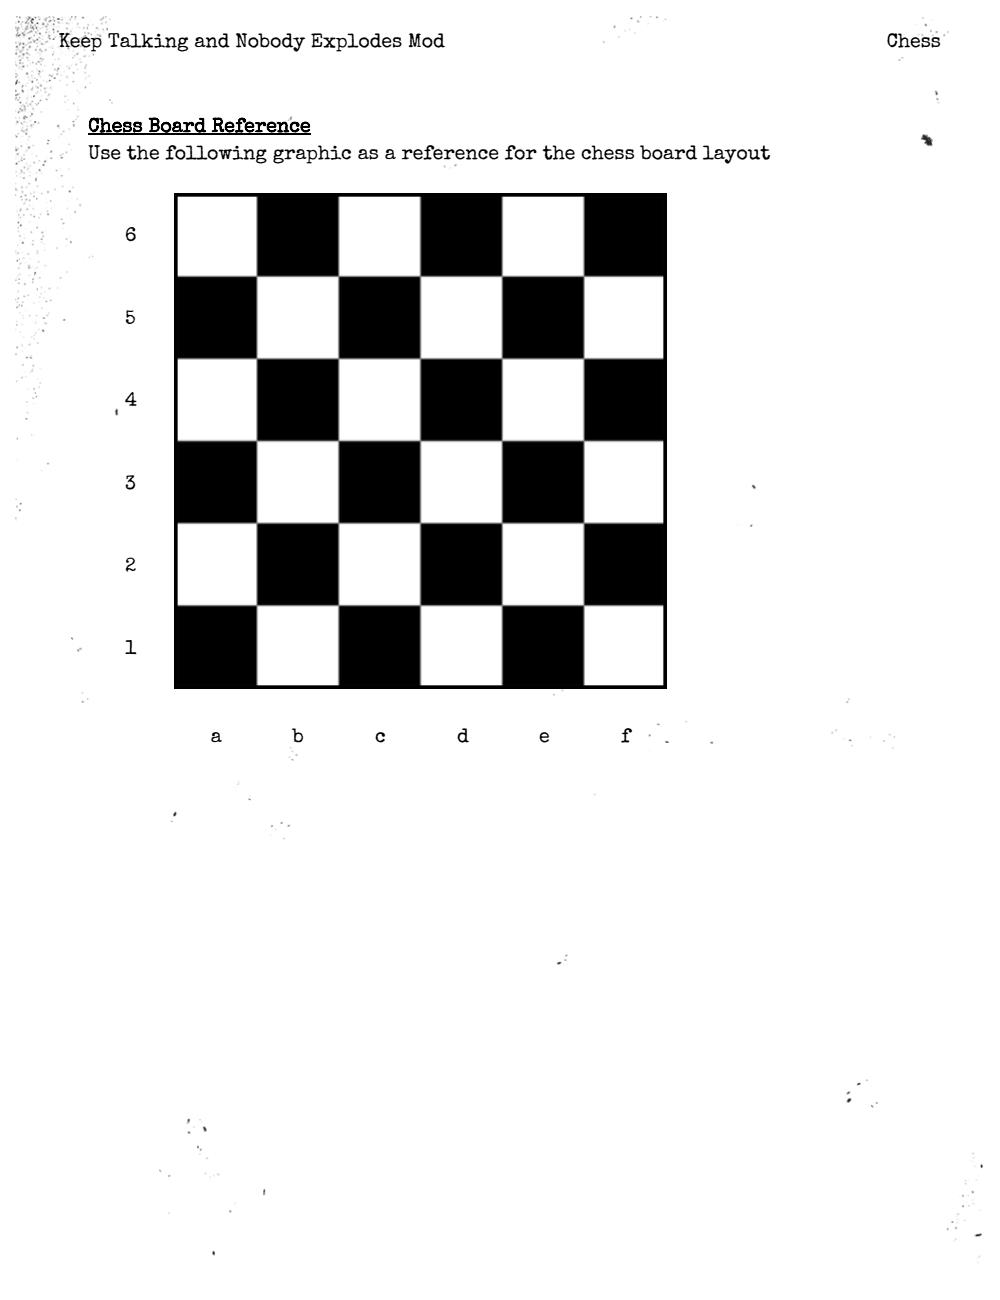 Keep Talking and Nobody Explodes Mod
Chess
Chess Board Reference
Use the following graphic as a reference for the chess board layout
6
5
4
3
2
1
a b c d e f